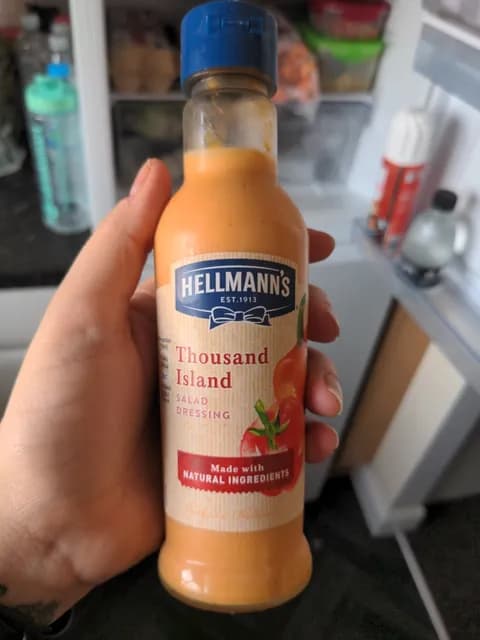 HELLMANN'S
EST.1913
Thousand
Island
SALAD
DRESSING
Made with
NATURAL INGREDIENTS